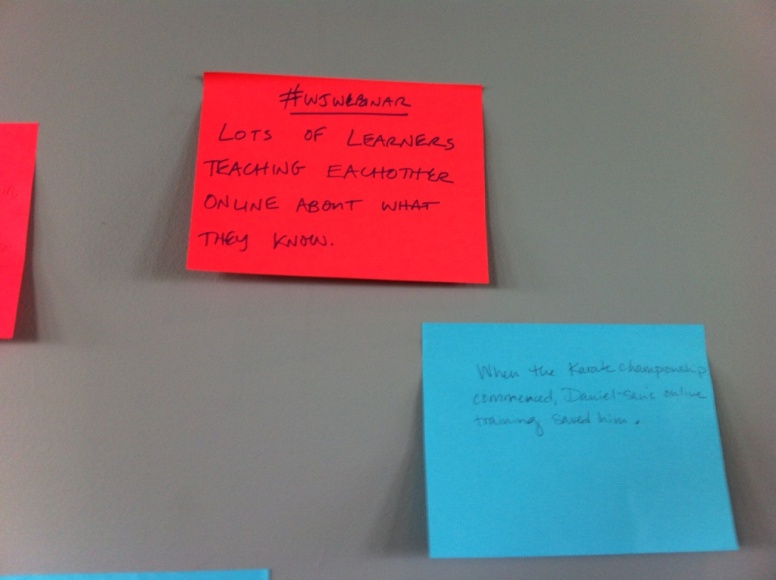 #WJWEBINAR
LOTS OF LEARNERS
TEACHING EACHOTHER
ONLINE ABOUT WHAT
THEY KNOW.
When the Karate championship
commenced, Daniel-san's online
training saved him.